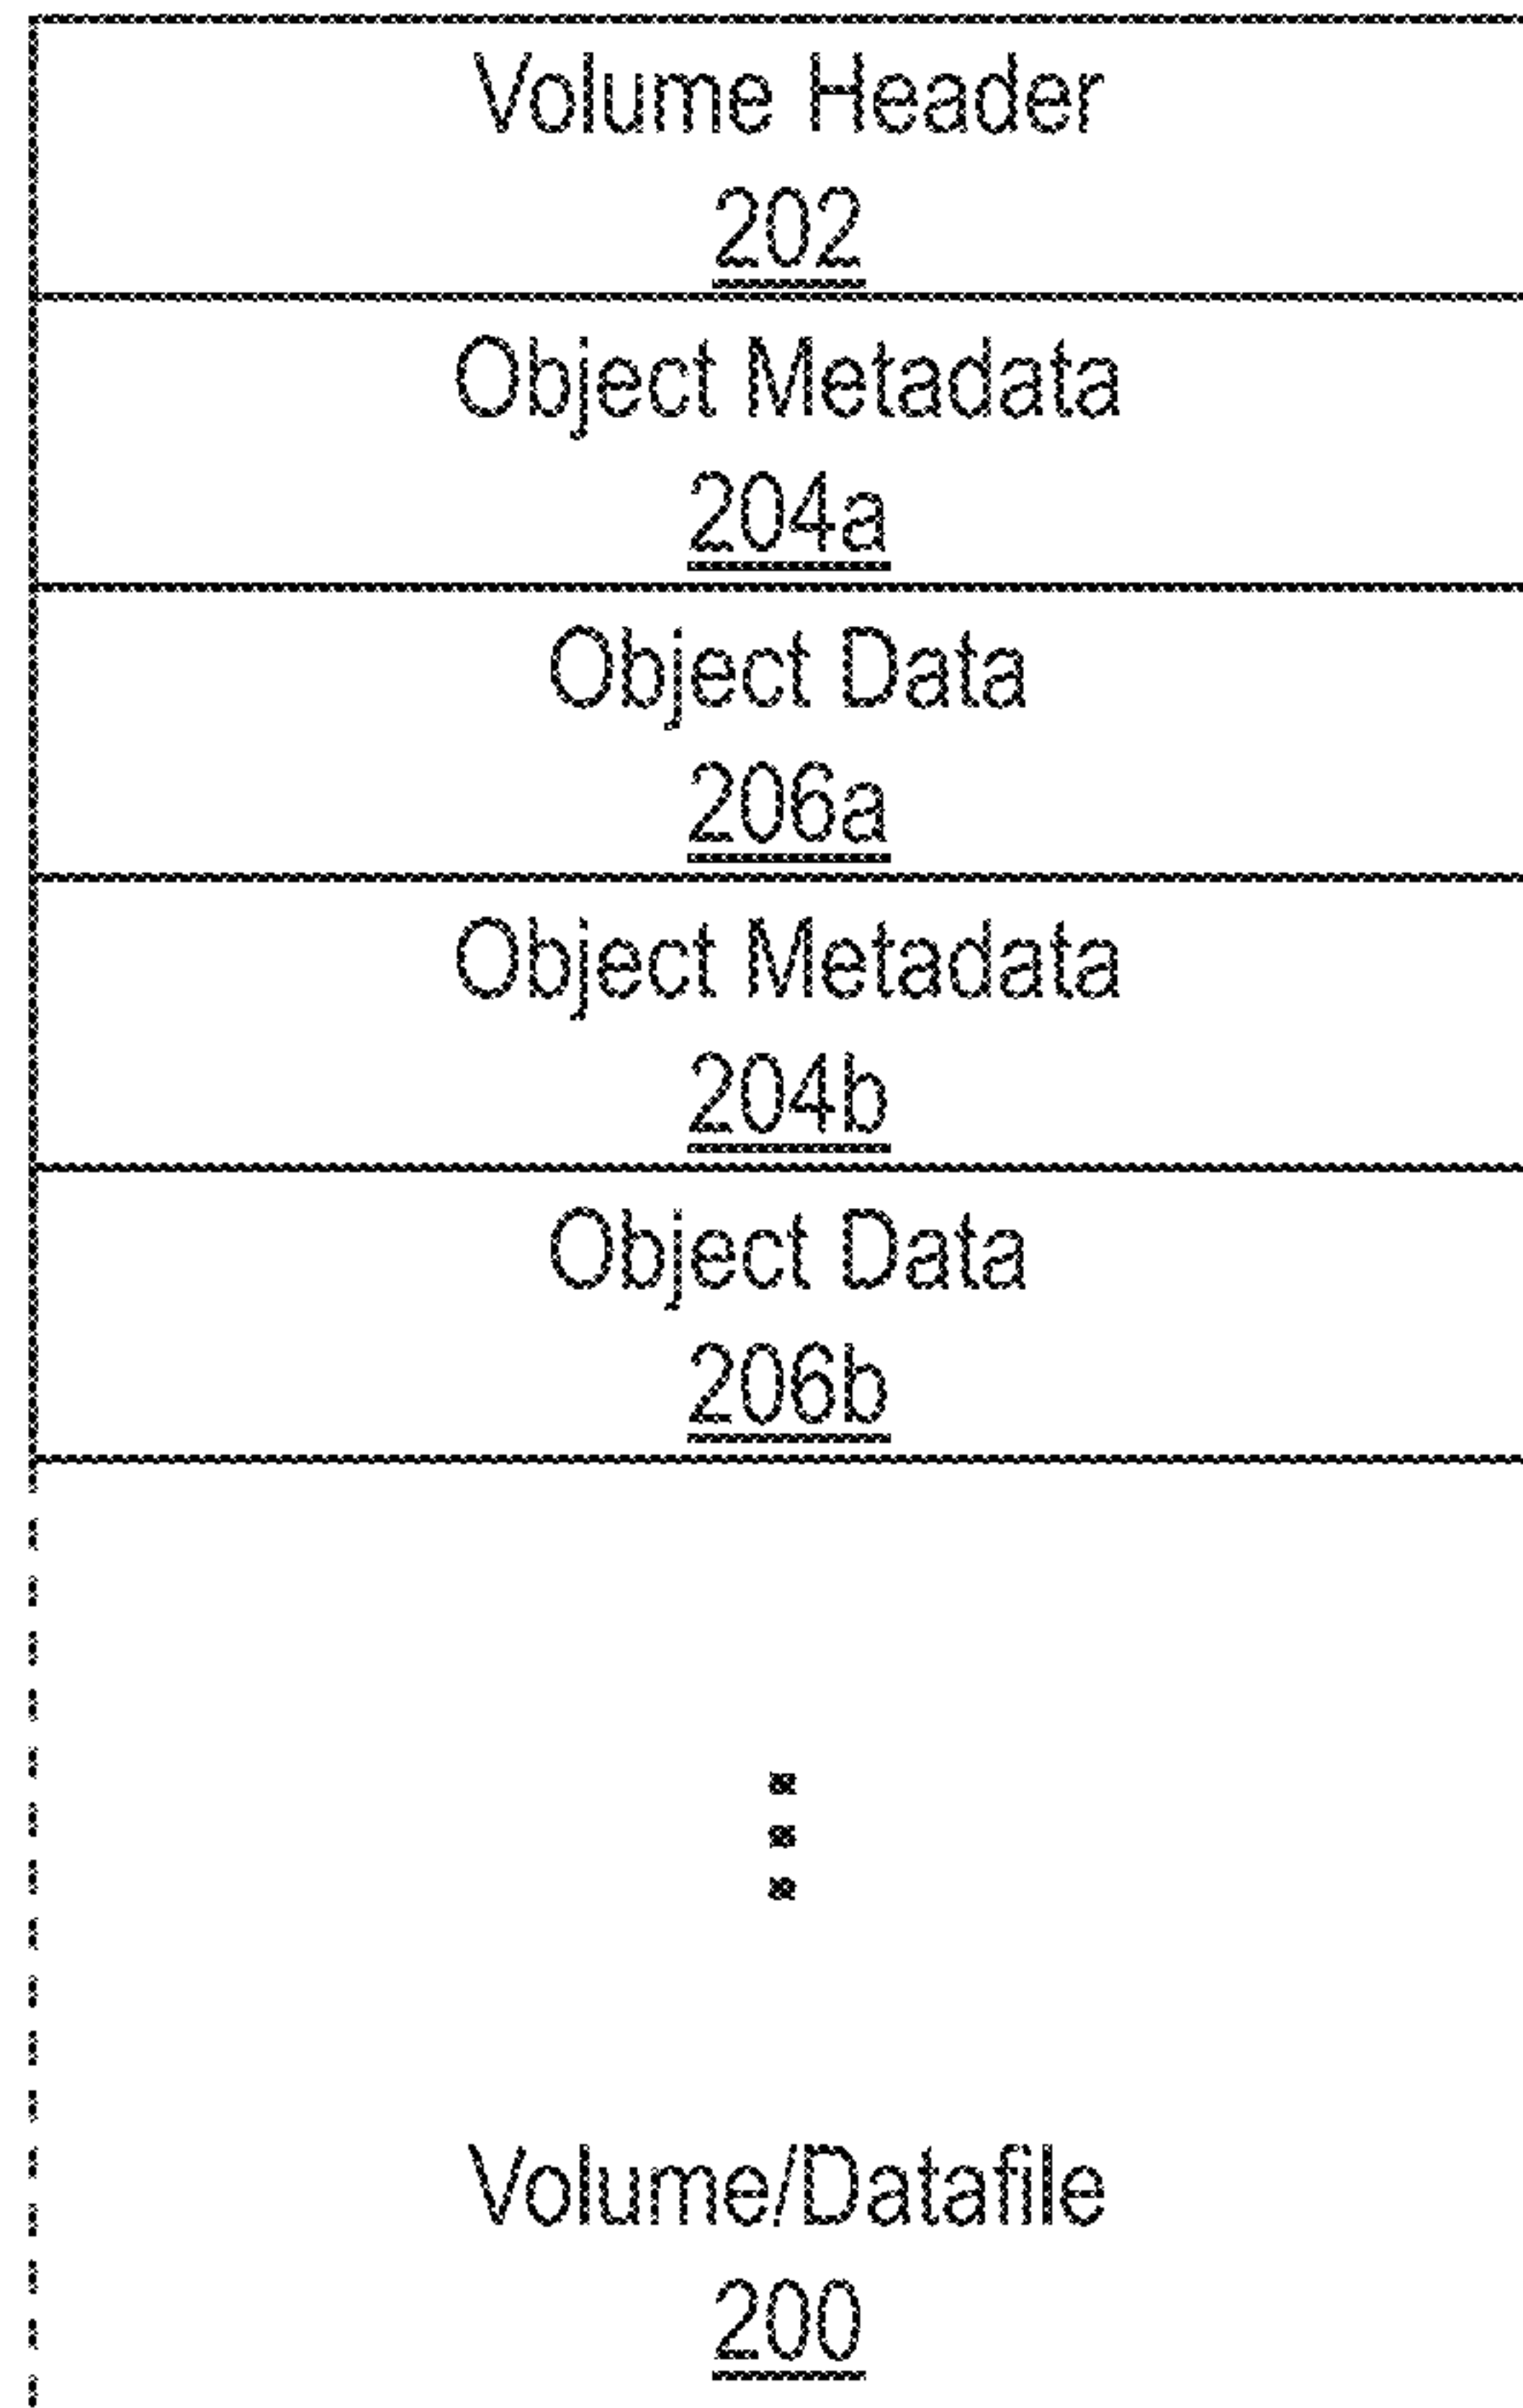 Volume Header
202
Object Metadata
204a
Object Data
206a
Object Metadata
204b
Object Data
206b
Volume/Datafile
200